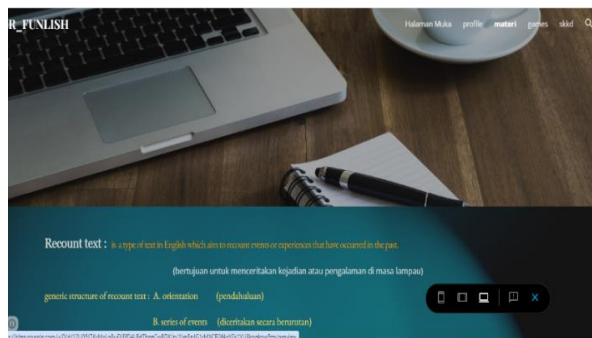 R_FUNLISH
Halaman Muka profile materi games skkd
Recount text : is a type of text in English which aim to recount events or experiences that have occurred in the past.
(bertujuan untuk menceritakan kejadian atau pengalaman di masa lampau)
generic structure of recount text : A. orientation (pendahuluan)
B. series of events (diceritakan secara berurutan)